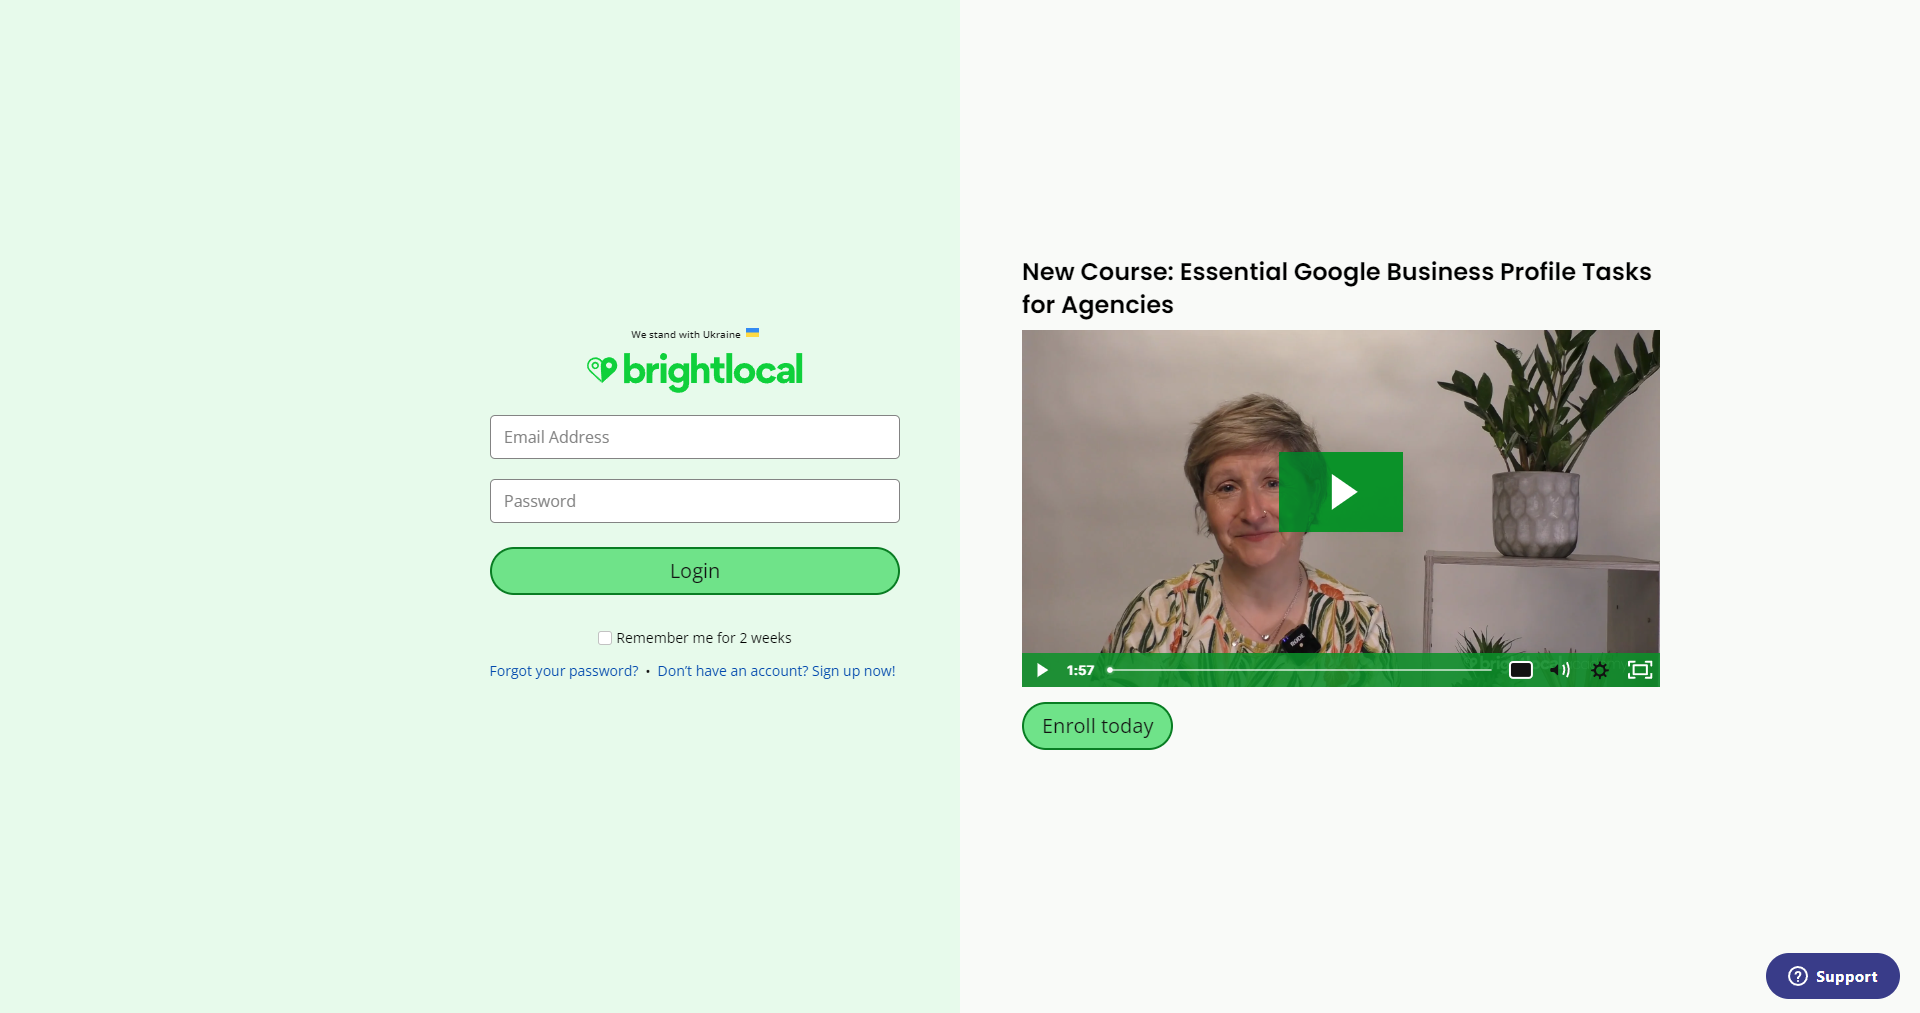 We stand with Ukraine
brightlocal
Email Address
Password
Login
Remember me for 2 weeks
Forgot your password? • Don't have an account? Sign up now!
New Course: Essential Google Business Profile Tasks
for Agencies
1:57
Enroll today
Support